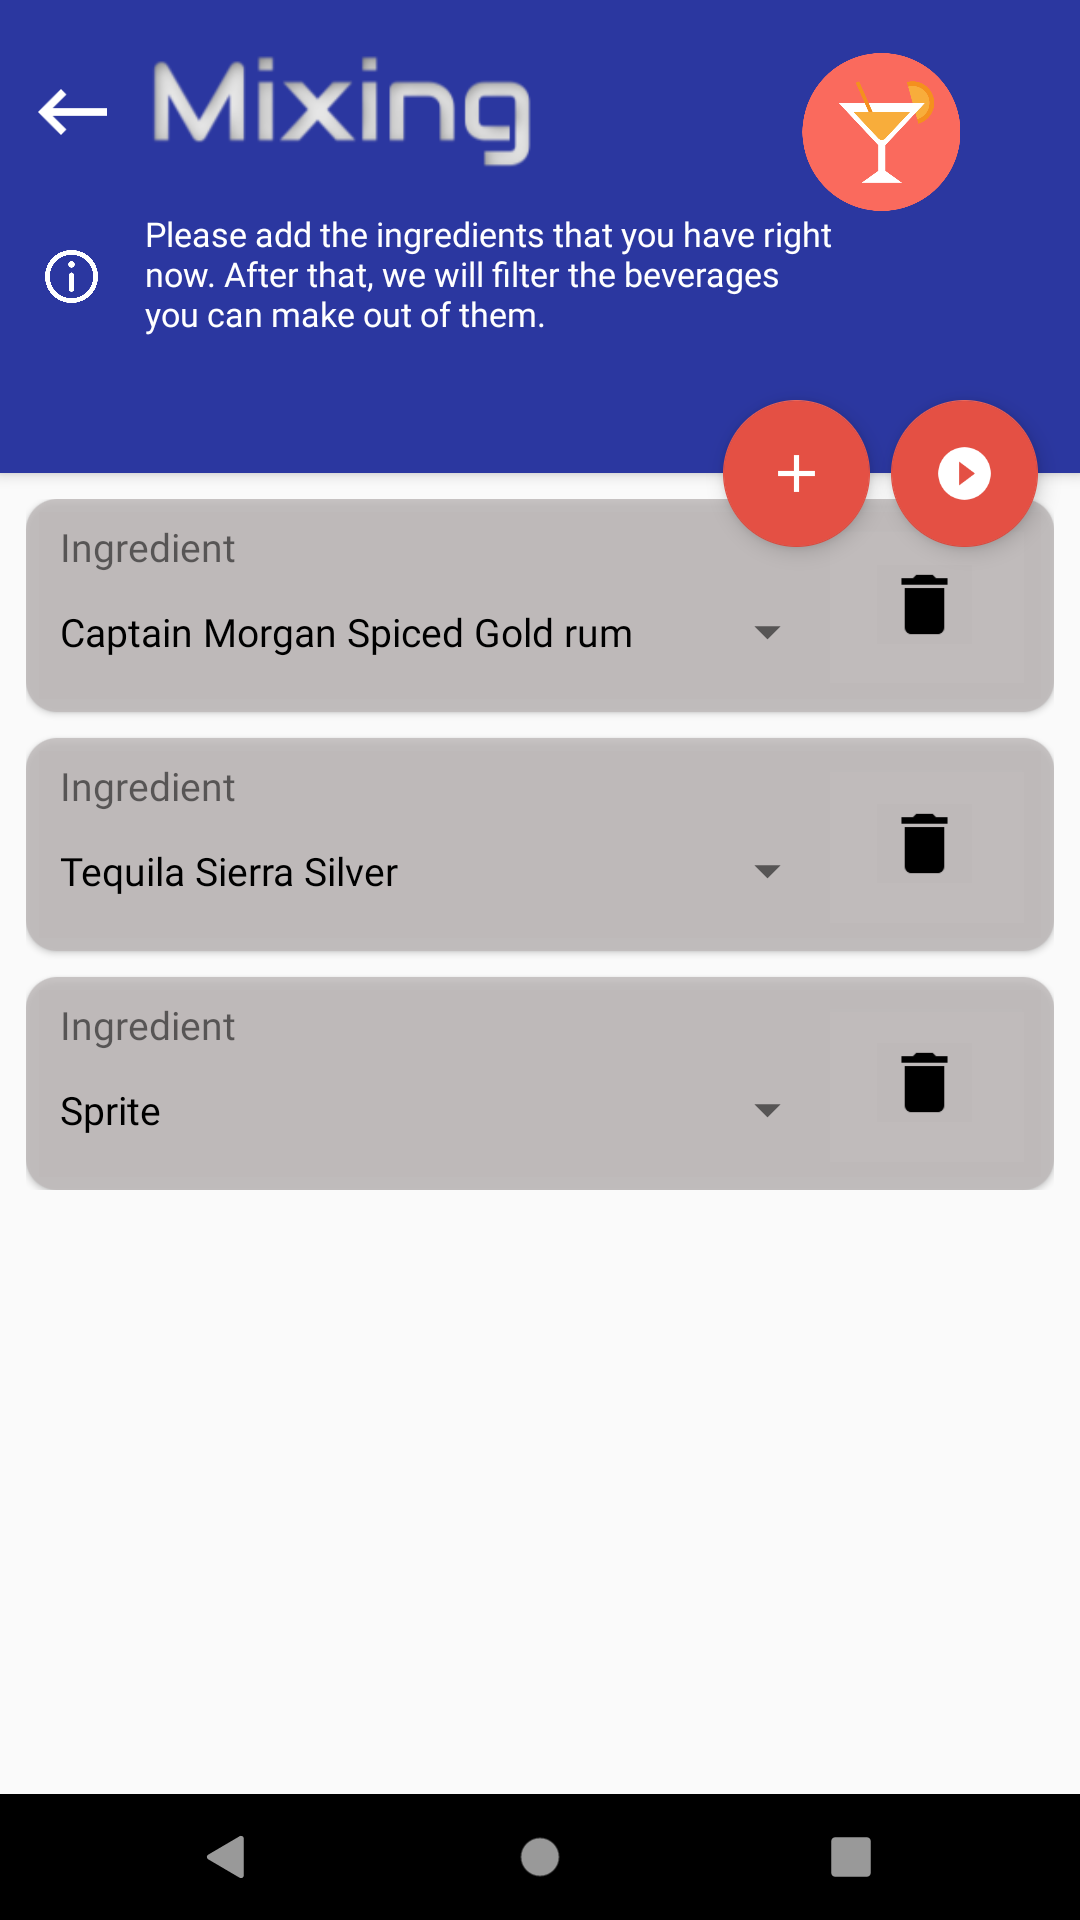 Mixing
Please add the ingredients that you have right
now. After that, we will filter the beverages
you can make out of them.
Ingredient
Captain Morgan Spiced Gold rum
Ingredient
Tequila Sierra Silver
Ingredient
Sprite